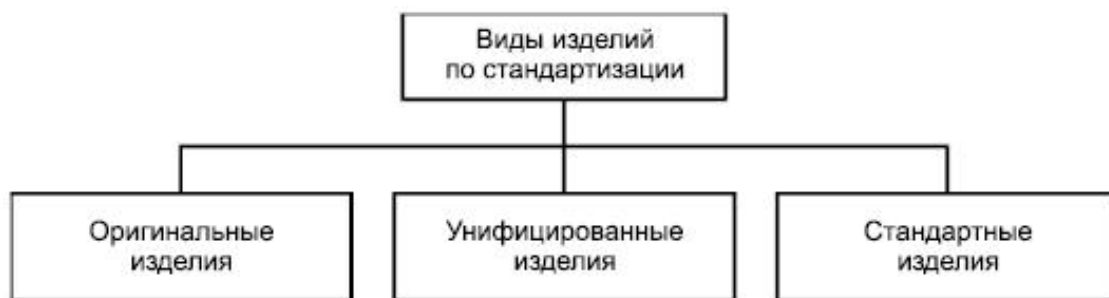 Виды изделий
по стандартизации
Оригинальные
изделия
Унифицированные
изделия
Стандартные
изделия